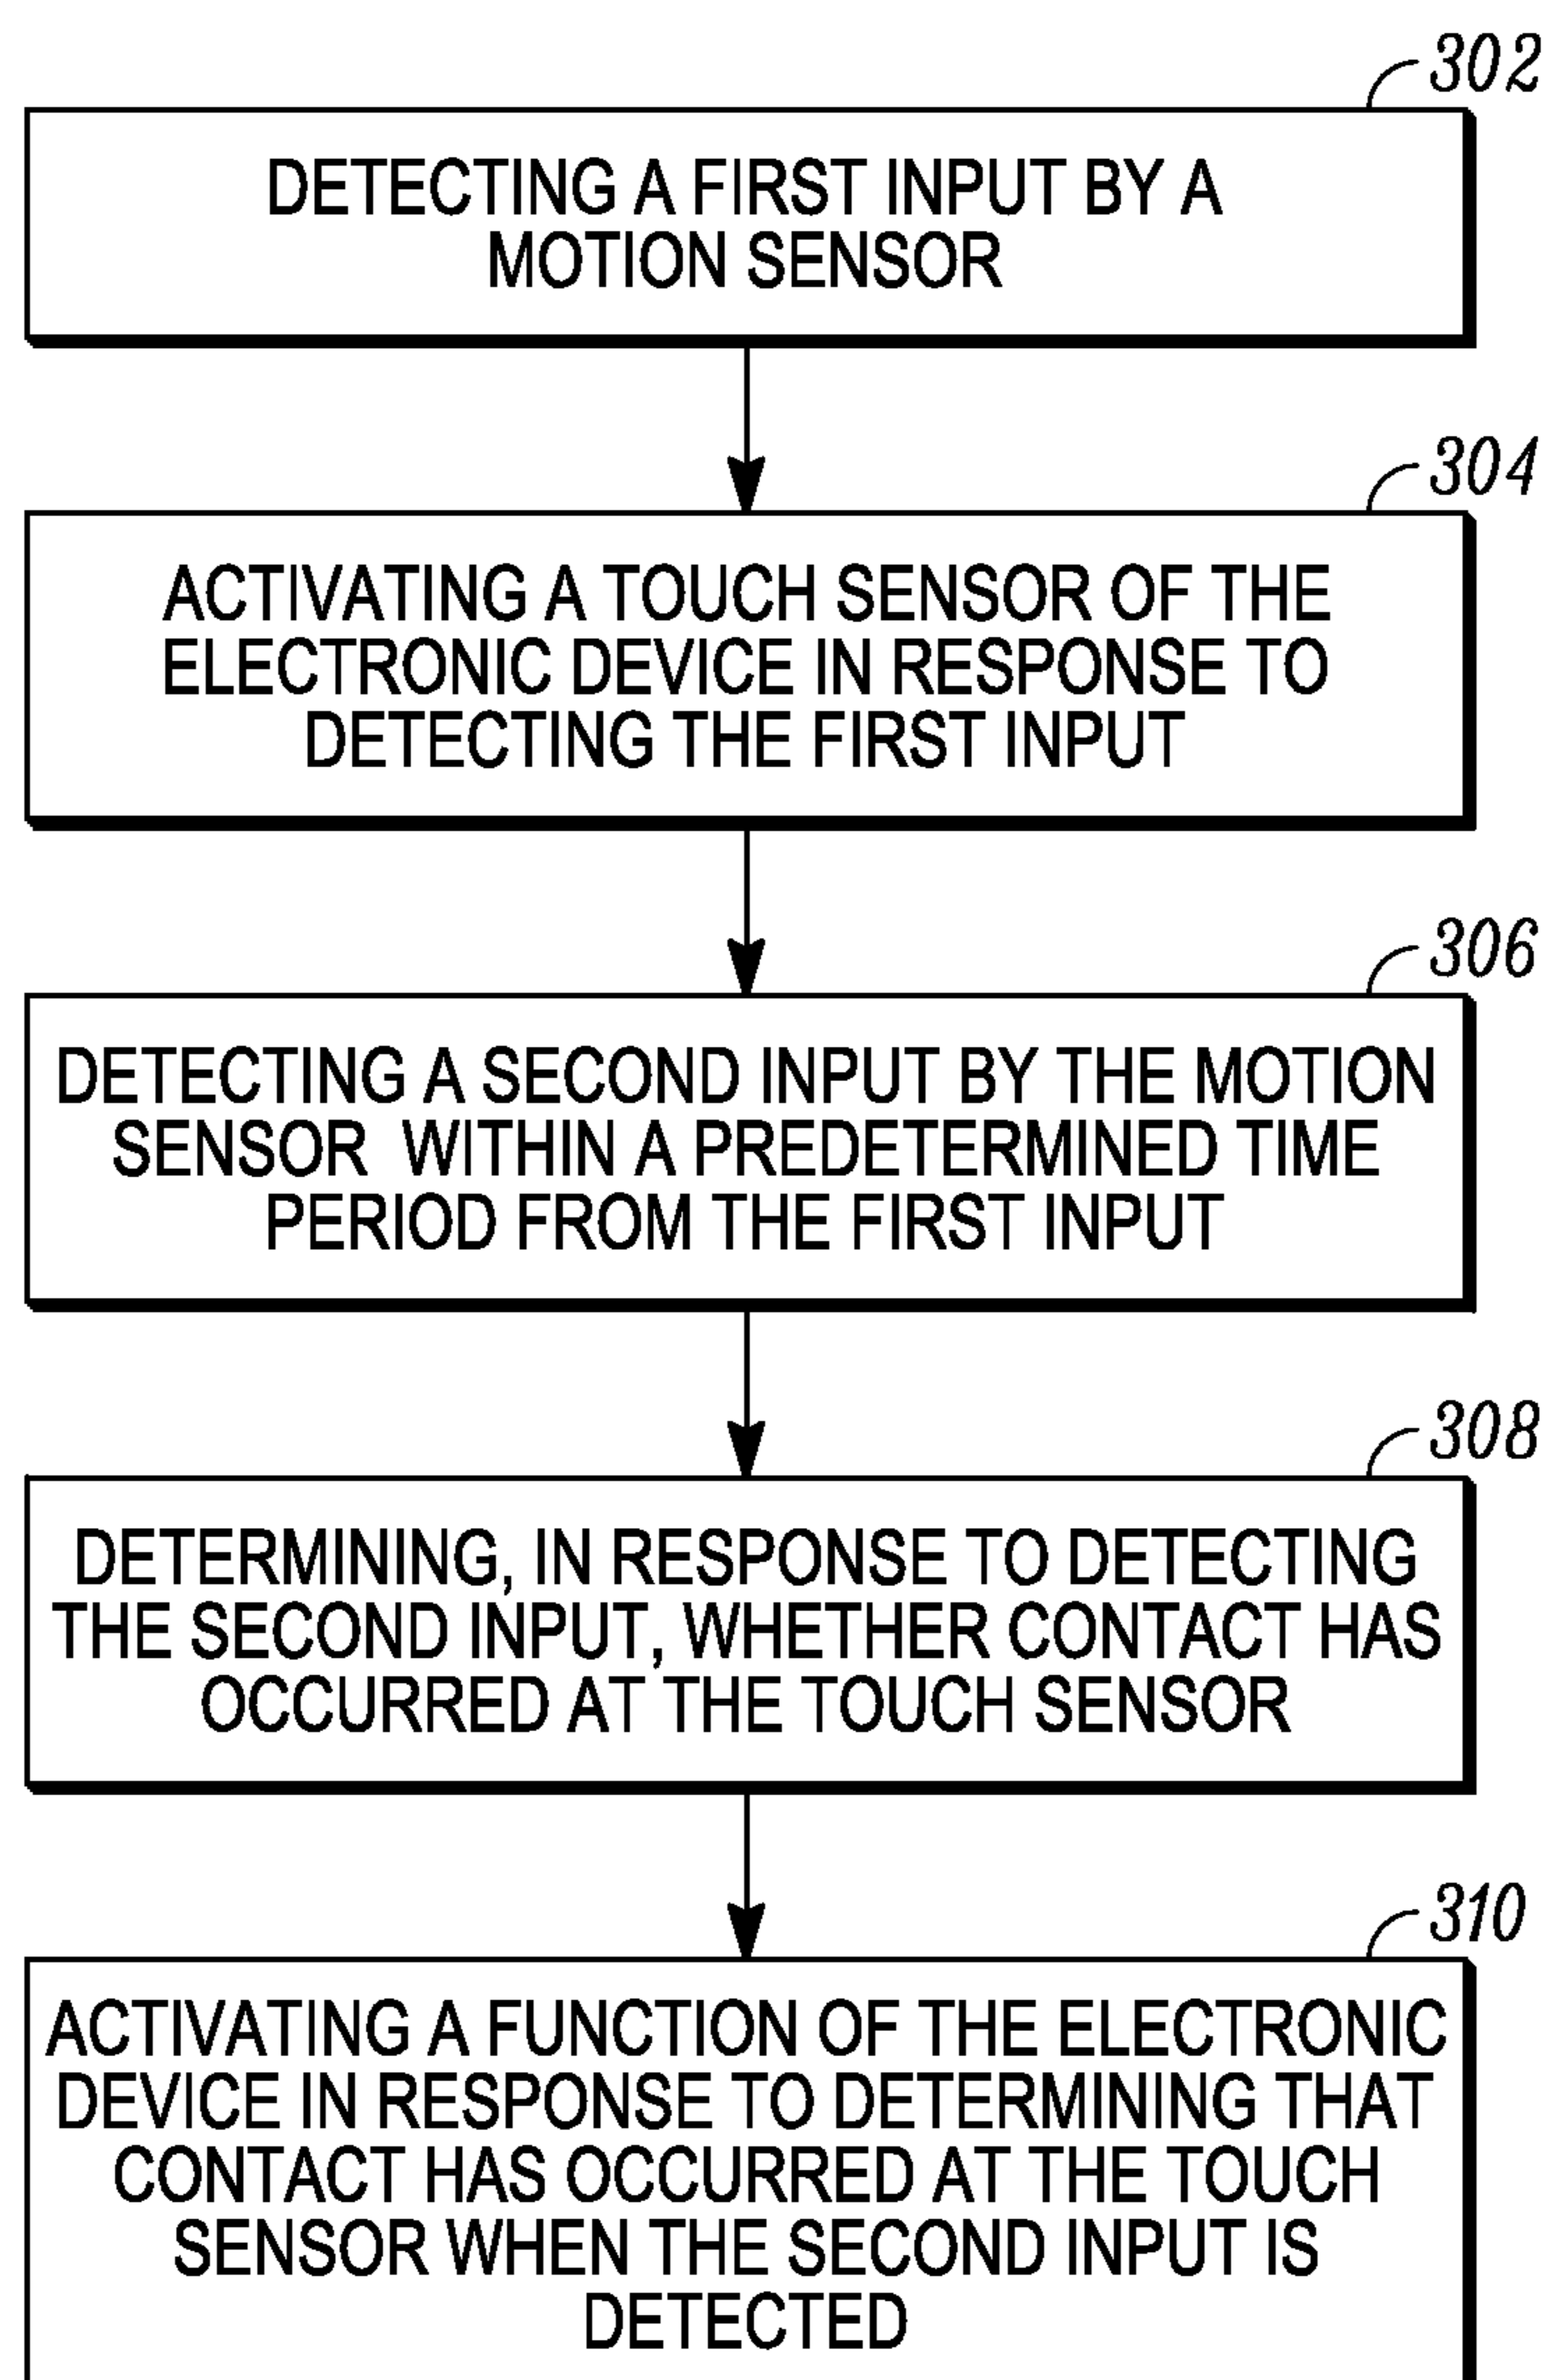 302
DETECTING A FIRST INPUT BY A
MOTION SENSOR
304
ACTIVATING A TOUCH SENSOR OF THE
ELECTRONIC DEVICE IN RESPONSE TO
DETECTING THE FIRST INPUT
306
DETECTING A SECOND INPUT BY THE MOTION
SENSOR WITHIN A PREDETERMINED TIME
PERIOD FROM THE FIRST INPUT
308
DETERMINING, IN RESPONSE TO DETECTING
THE SECOND INPUT, WHETHER CONTACT HAS
OCCURRED AT THE TOUCH SENSOR
310
ACTIVATING A FUNCTION OF THE ELECTRONIC
DEVICE IN RESPONSE TO DETERMINING THAT
CONTACT HAS OCCURRED AT THE TOUCH
SENSOR WHEN THE SECOND INPUT IS
DETECTED